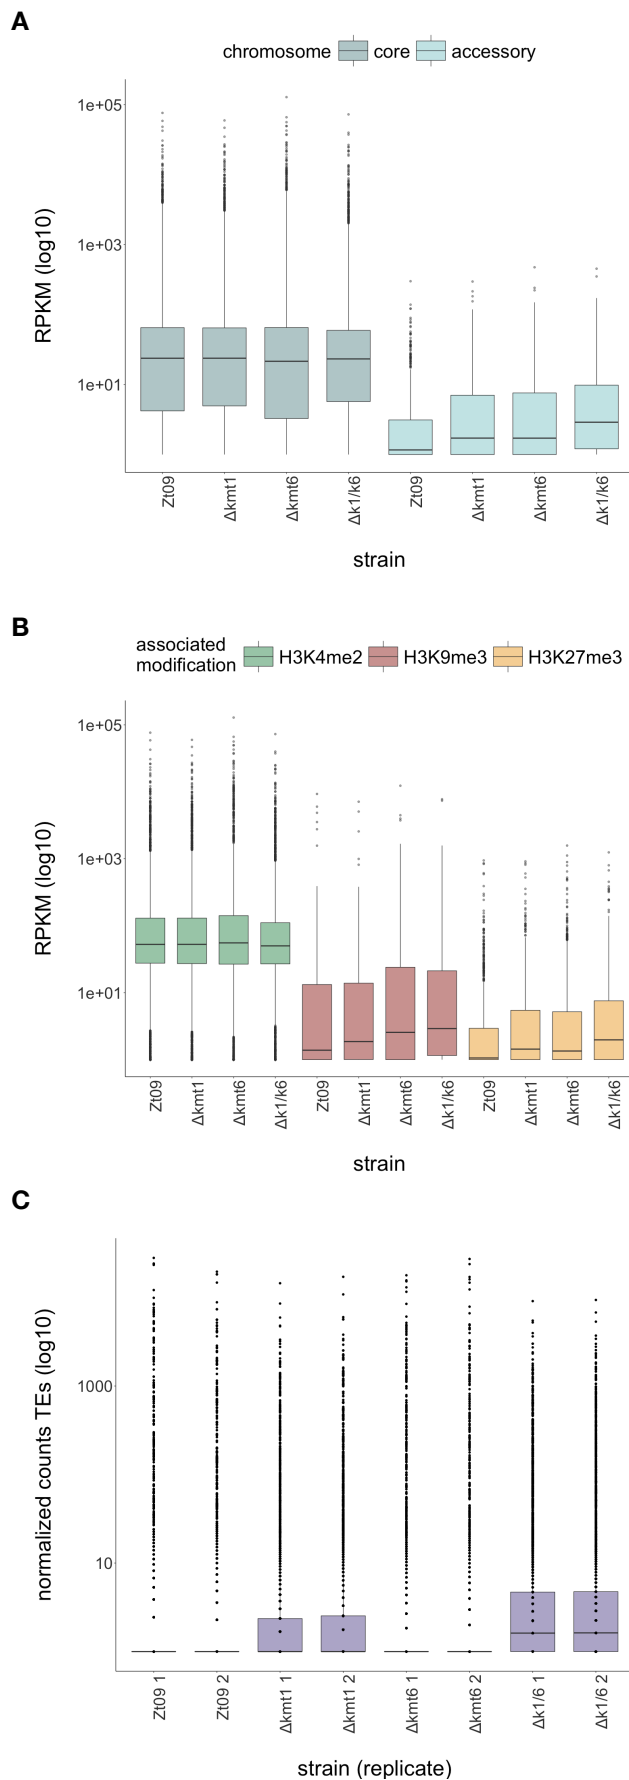 A
chromosome core accessory
1e+05
1e+03
1e+01
RPKM (log10)
Zt09 Δkmt1 Δkmt6 Δk1/k6 Zt09 Δkmt1 Δkmt6 Δk1/k6
strain
B
associated
modification H3K4me2 H3K9me3 H3K27me3
1e+05
1e+03
1e+01
RPKM (log10)
Zt09 Δkmt1 Δkmt6 Δk1/k6 Zt09 Δkmt1 Δkmt6 Δk1/k6 Zt09 Δkmt1 Δkmt6 Δk1/k6
strain
C
1000
10
normalized counts TEs (log10)
Zt09 1 Zt09 2 Δkmt1 1 Δkmt1 2 Δkmt6 1 Δkmt6 2 Δk1/6 1 Δk1/6 2
strain (replicate)